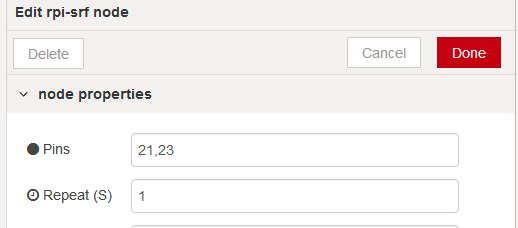 Edit rpi-srf node
Delete
Cancel
Done
node properties
Pins
21,23
Repeat (S)
1